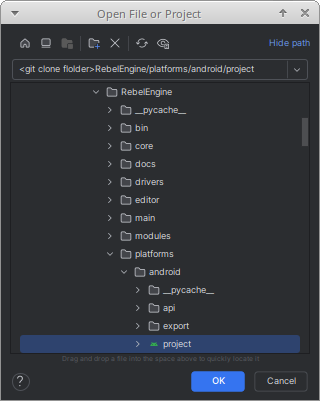 Open File or Project
Hide path
<git clone flolder>RebelEngine/platforms/android/project
RebelEngine
__pycache__
bin
core
docs
drivers
editor
main
modules
platforms
android
__pycache__
api
export
project
Drag and drop a file into the space above to quickly locate it
?
OK
Cancel